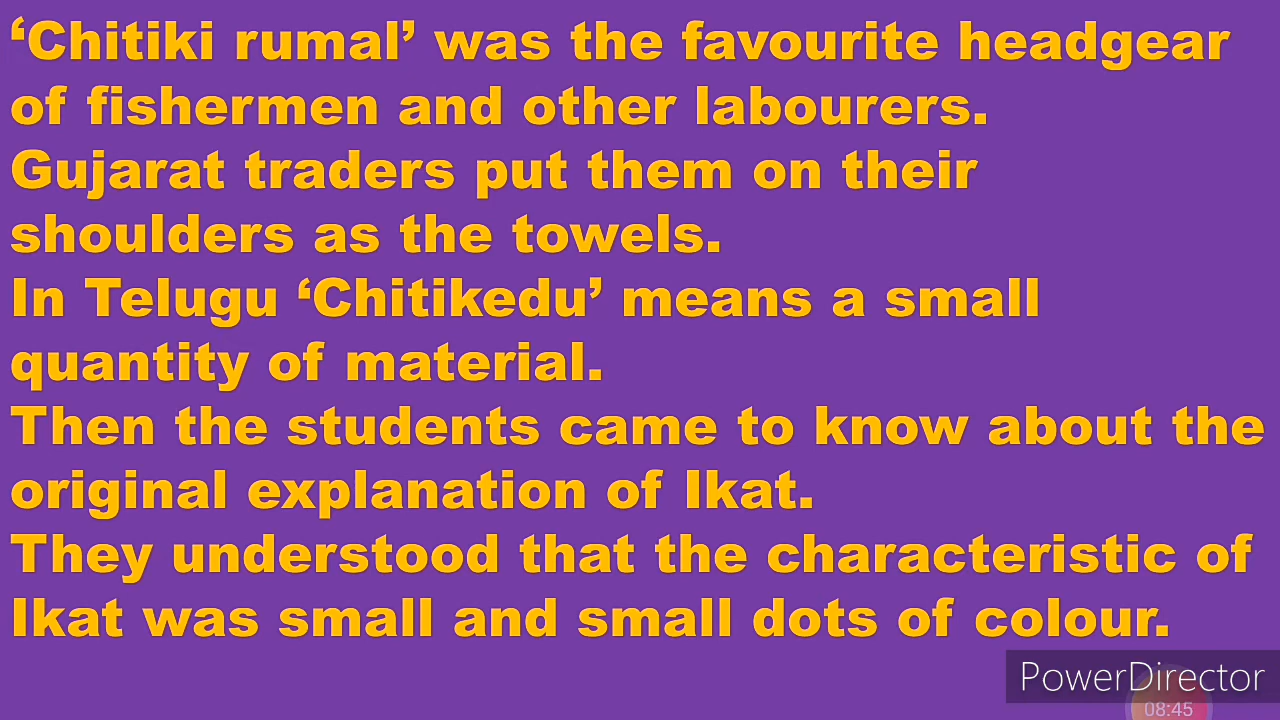 ‘Chitiki rumal’ was the favourite headgear
of fishermen and other labourers.
Gujarat traders put them on their
shoulders as the towels.
In Telugu ‘Chitikedu’ means a small
quantity of material.
Then the students came to know about the
original explanation of Ikat.
They understood that the characteristic of
Ikat was small and small dots of colour.
PowerDirector
08:45